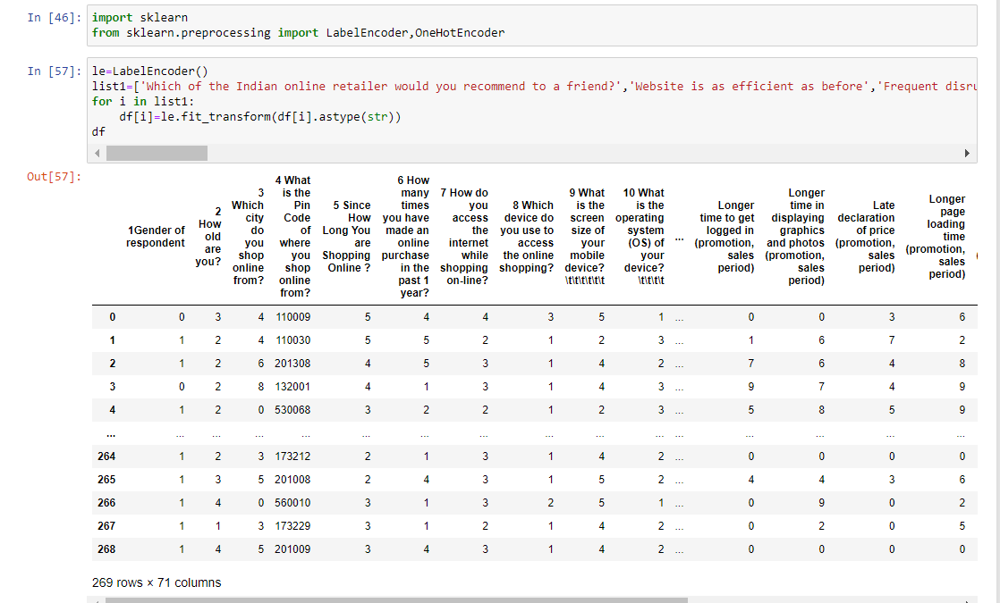 In [46]: import sklearn
from sklearn.preprocessing import LabelEncoder,OneHotEncoder
In [57]: le=LabelEncoder()
list1=['Which of the Indian online retailer would you recommend to a friend?','Website is as efficient as before','Frequent disru
for i in list1:
    df[i]=le.fit_transform(df[i].astype(str))
df
Out[57]:
1Gender of respondent 2 How old are you? 3 Which city do you shop online from? 4 What is the Pin Code of where you shop online from? 5 Since How Long You are Shopping Online ? 6 How many times you have made an online purchase in the past 1 year? 7 How do you access the internet while shopping on-line? 8 Which device do you use to access the online shopping? 9 What is the screen size of your mobile device? \t\t\t\t\t\t 10 What is the operating system (OS) of your device? \t\t\t\t ... Longer time to get logged in (promotion, sales period) Longer time in displaying graphics and photos (promotion, sales period) Late declaration of price (promotion, sales period) Longer page loading time (promotion, sales period)
0 0 3 4 110009 5 4 4 3 5 1 ... 0 0 3 6
1 1 2 4 110030 5 5 2 1 2 3 ... 1 6 7 2
2 1 2 6 201308 4 5 3 1 4 2 ... 7 6 4 8
3 0 2 8 132001 4 1 3 1 4 3 ... 9 7 4 9
4 1 2 0 530068 3 2 2 1 2 3 ... 5 8 5 9
... ... ... ... ... ... ... ... ... ... ... ... ... ... ... ...
264 1 2 3 173212 2 1 3 1 4 2 ... 0 0 0 0
265 1 3 5 201008 2 4 3 1 5 2 ... 4 4 3 6
266 1 4 0 560010 3 1 3 2 5 1 ... 0 9 0 2
267 1 1 3 173229 3 1 2 1 4 2 ... 0 2 0 5
268 1 4 5 201009 3 4 3 1 4 2 ... 0 0 0 0
269 rows × 71 columns